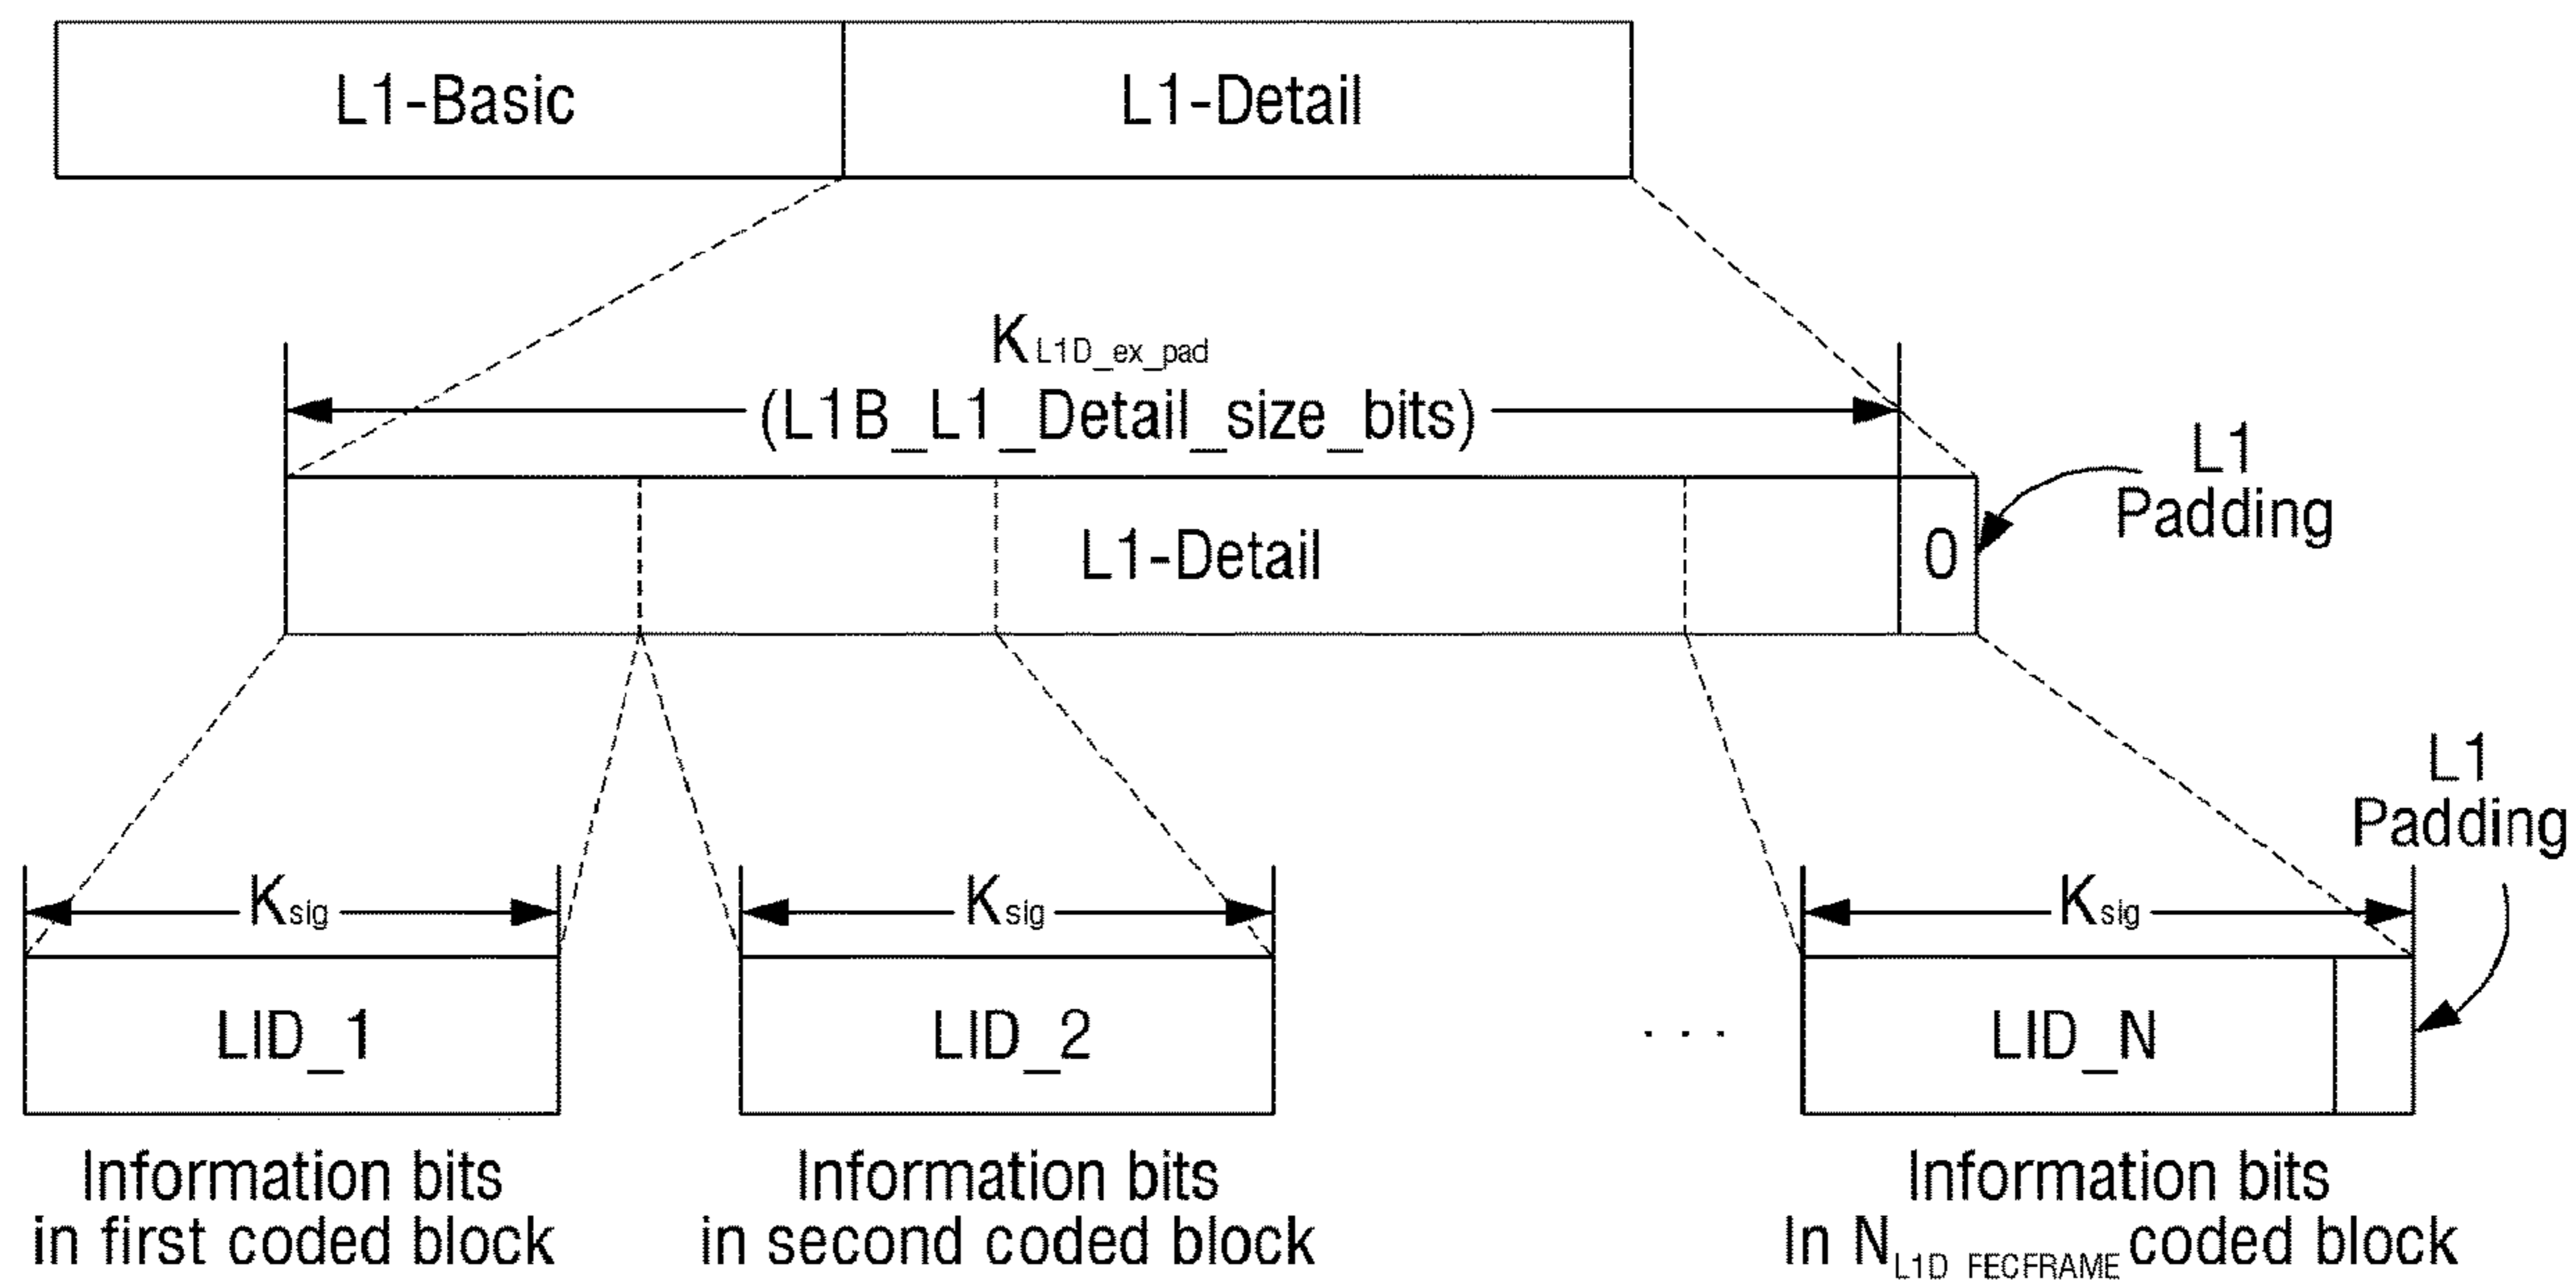 L1-Basic
L1-Detail
K L1D_ex_pad
(L1B_L1_Detail_size_bits)
L1
Padding
L1-Detail
0
L1
Padding
Ksig
Ksig
Ksig
LID_1
LID_2
. . .
LID_N
Information bits
in first coded block
Information bits
in second coded block
Information bits
In NL1D_FECFRAME coded block